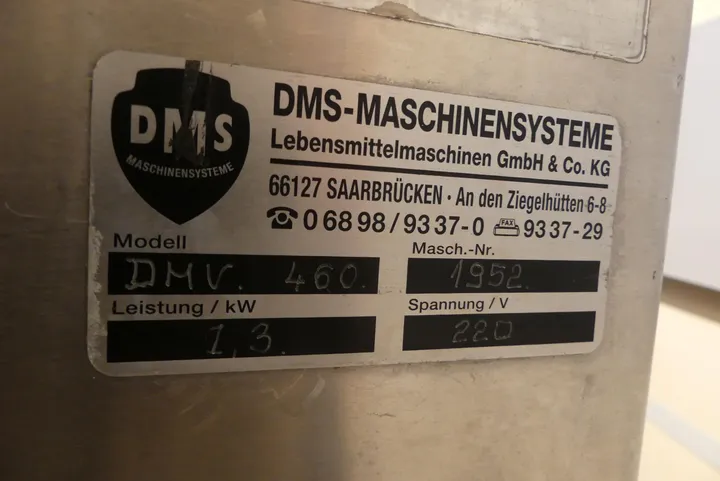 DMS
MASCHINENSYSTEME
DMS-MASCHINENSYSTEME
Lebensmittelmaschinen GmbH & Co. KG
66127 SAARBRÜCKEN · An den Ziegelhütten 6-8
☎ 0 68 98 / 93 37-0 FAX 93 37-29
Modell
DMV. 460.
Masch.-Nr.
1952.
Leistung / kW
1,3.
Spannung / V
220